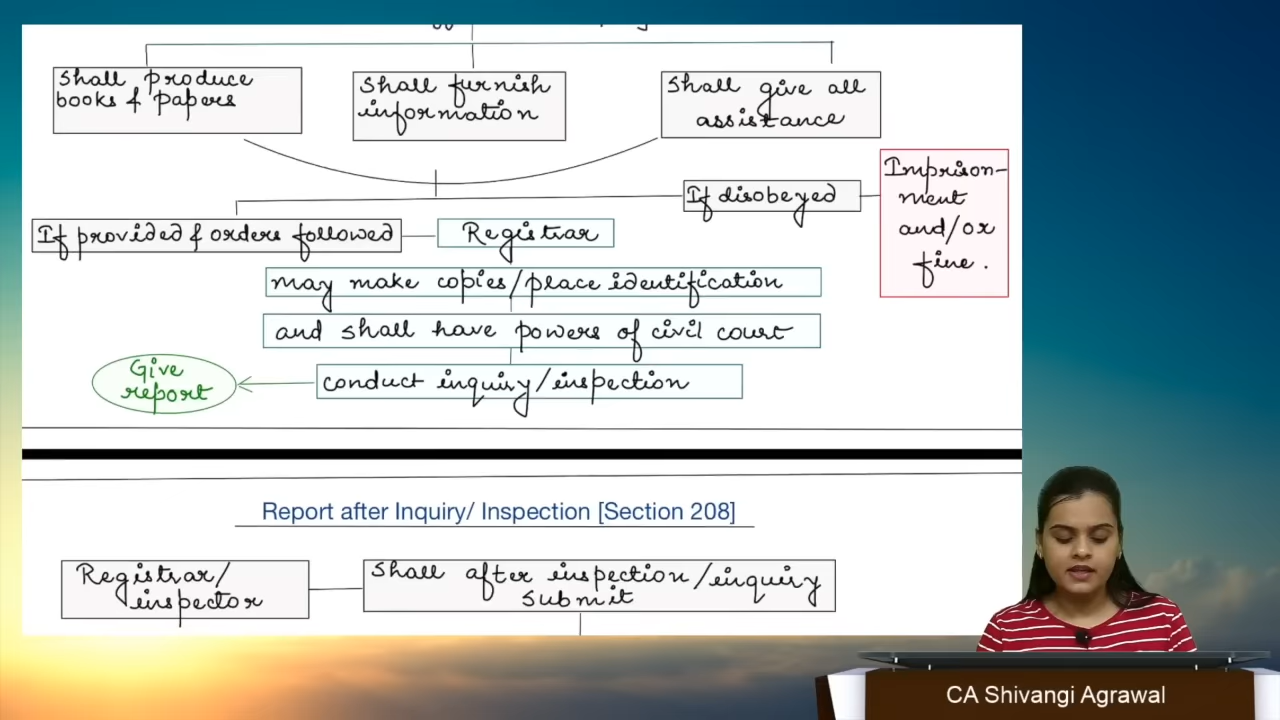 Shall produce
books & papers
Shall furnish
information
Shall give all
assistance
If disobeyed
Imprison-
ment
and/or
fine.
If provided & orders followed
Registrar
may make copies/place identification
and shall have powers of civil court
conduct inquiry/inspection
Give
report
Report after Inquiry/ Inspection [Section 208]
Registrar/
inspector
Shall after inspection/inquiry
submit
CA Shivangi Agrawal